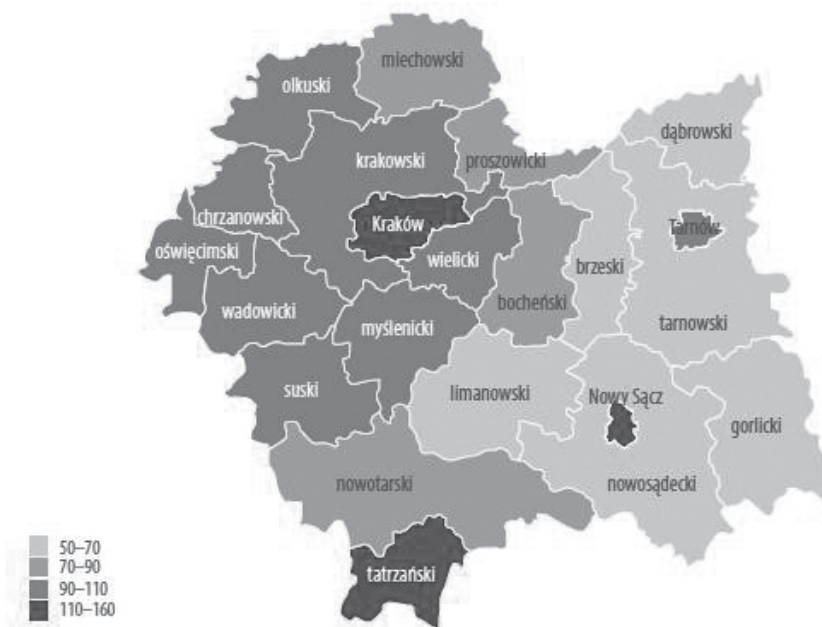 miechowski
olkuski
dąbrowski
krakowski
proszowicki
chrzanowski
Kraków
Tarnów
oświęcimski
wielicki
brzeski
wadowicki
bocheński
myślenicki
tarnowski
suski
limanowski
Nowy Sącz
gorlicki
nowotarski
nowosądecki
tatrzański
50–70
70–90
90–110
110–160